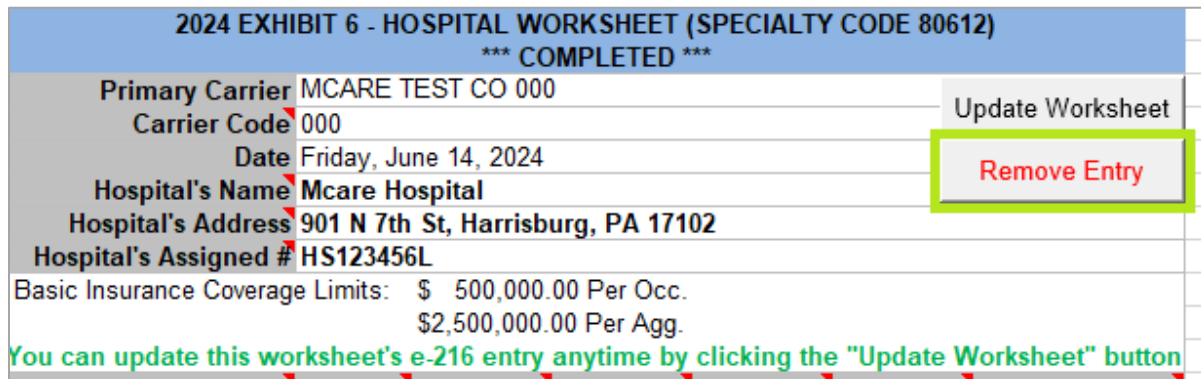 2024 EXHIBIT 6 - HOSPITAL WORKSHEET (SPECIALTY CODE 80612)
*** COMPLETED ***
Primary Carrier MCARE TEST CO 000
Update Worksheet
Carrier Code 000
Date Friday, June 14, 2024
Remove Entry
Hospital's Name Mcare Hospital
Hospital's Address 901 N 7th St, Harrisburg, PA 17102
Hospital's Assigned # HS123456L
Basic Insurance Coverage Limits: $ 500,000.00 Per Occ.
$2,500,000.00 Per Agg.
You can update this worksheet's e-216 entry anytime by clicking the "Update Worksheet" button